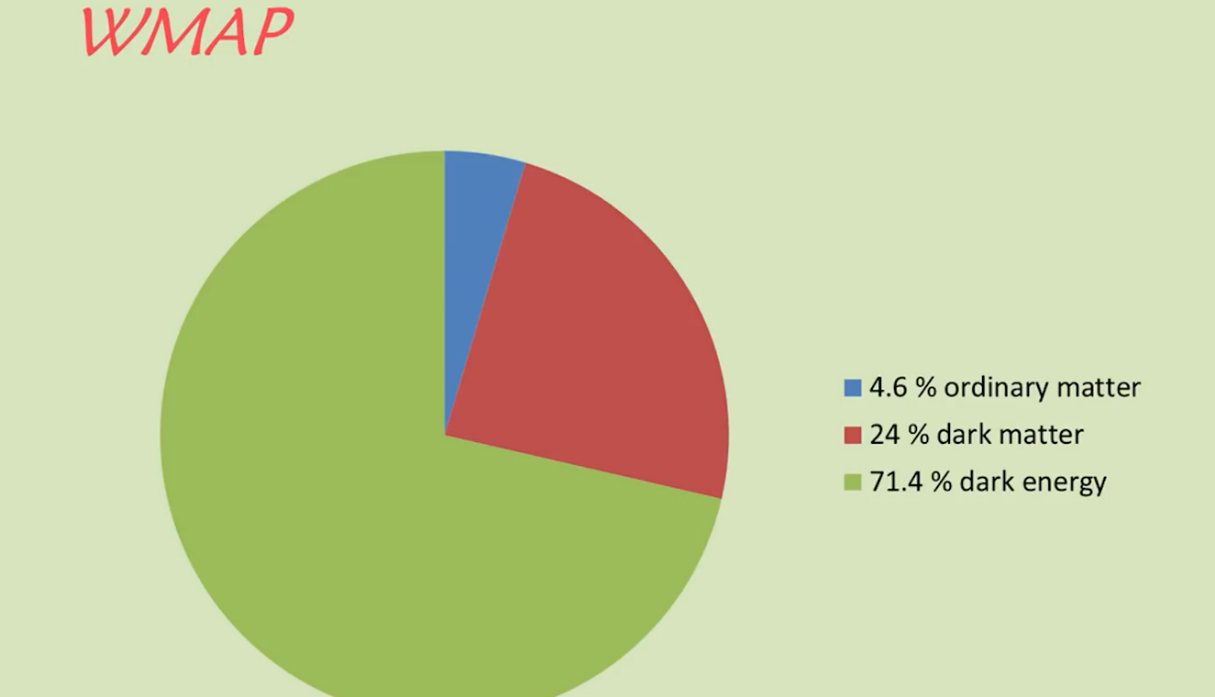 WMAP
4.6 % ordinary matter
24 % dark matter
71.4 % dark energy